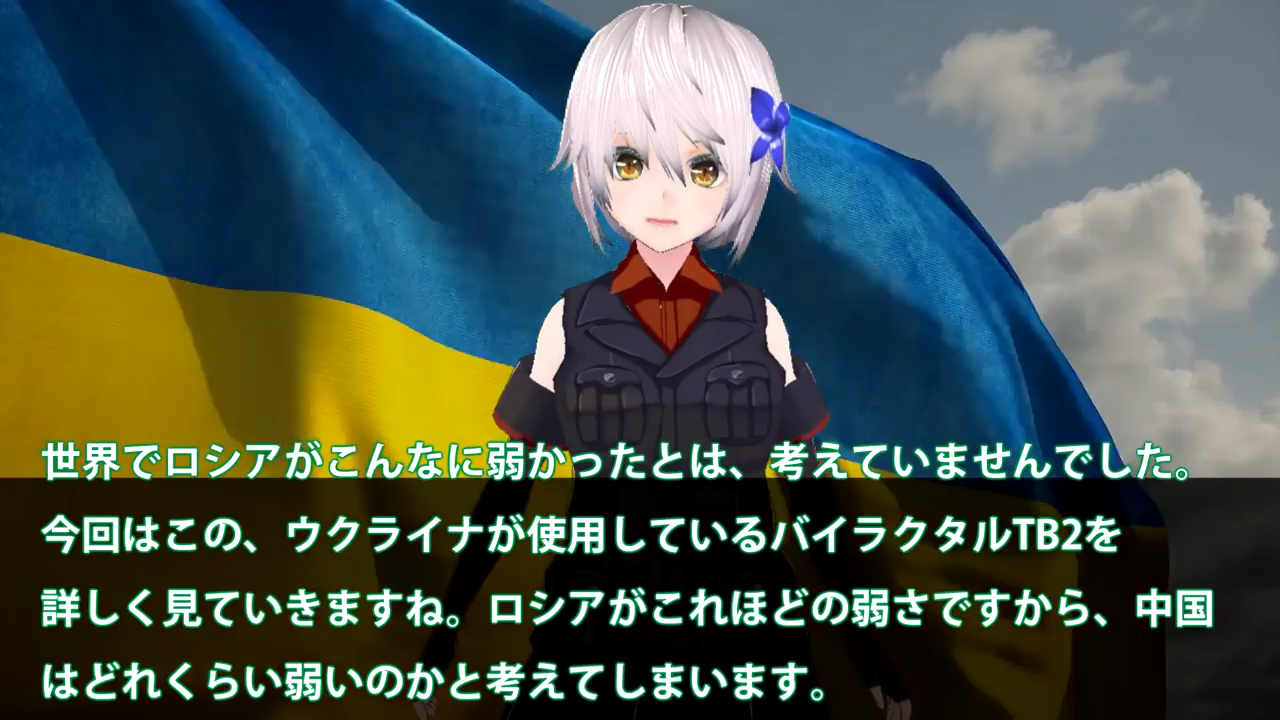 世界でロシアがこんなに弱かったとは、考えていませんでした。
今回はこの、ウクライナが使用しているバイラクタルTB2を
詳しく見ていきますね。ロシアがこれほどの弱さですから、中国
はどれくらい弱いのかと考えてしまいます。